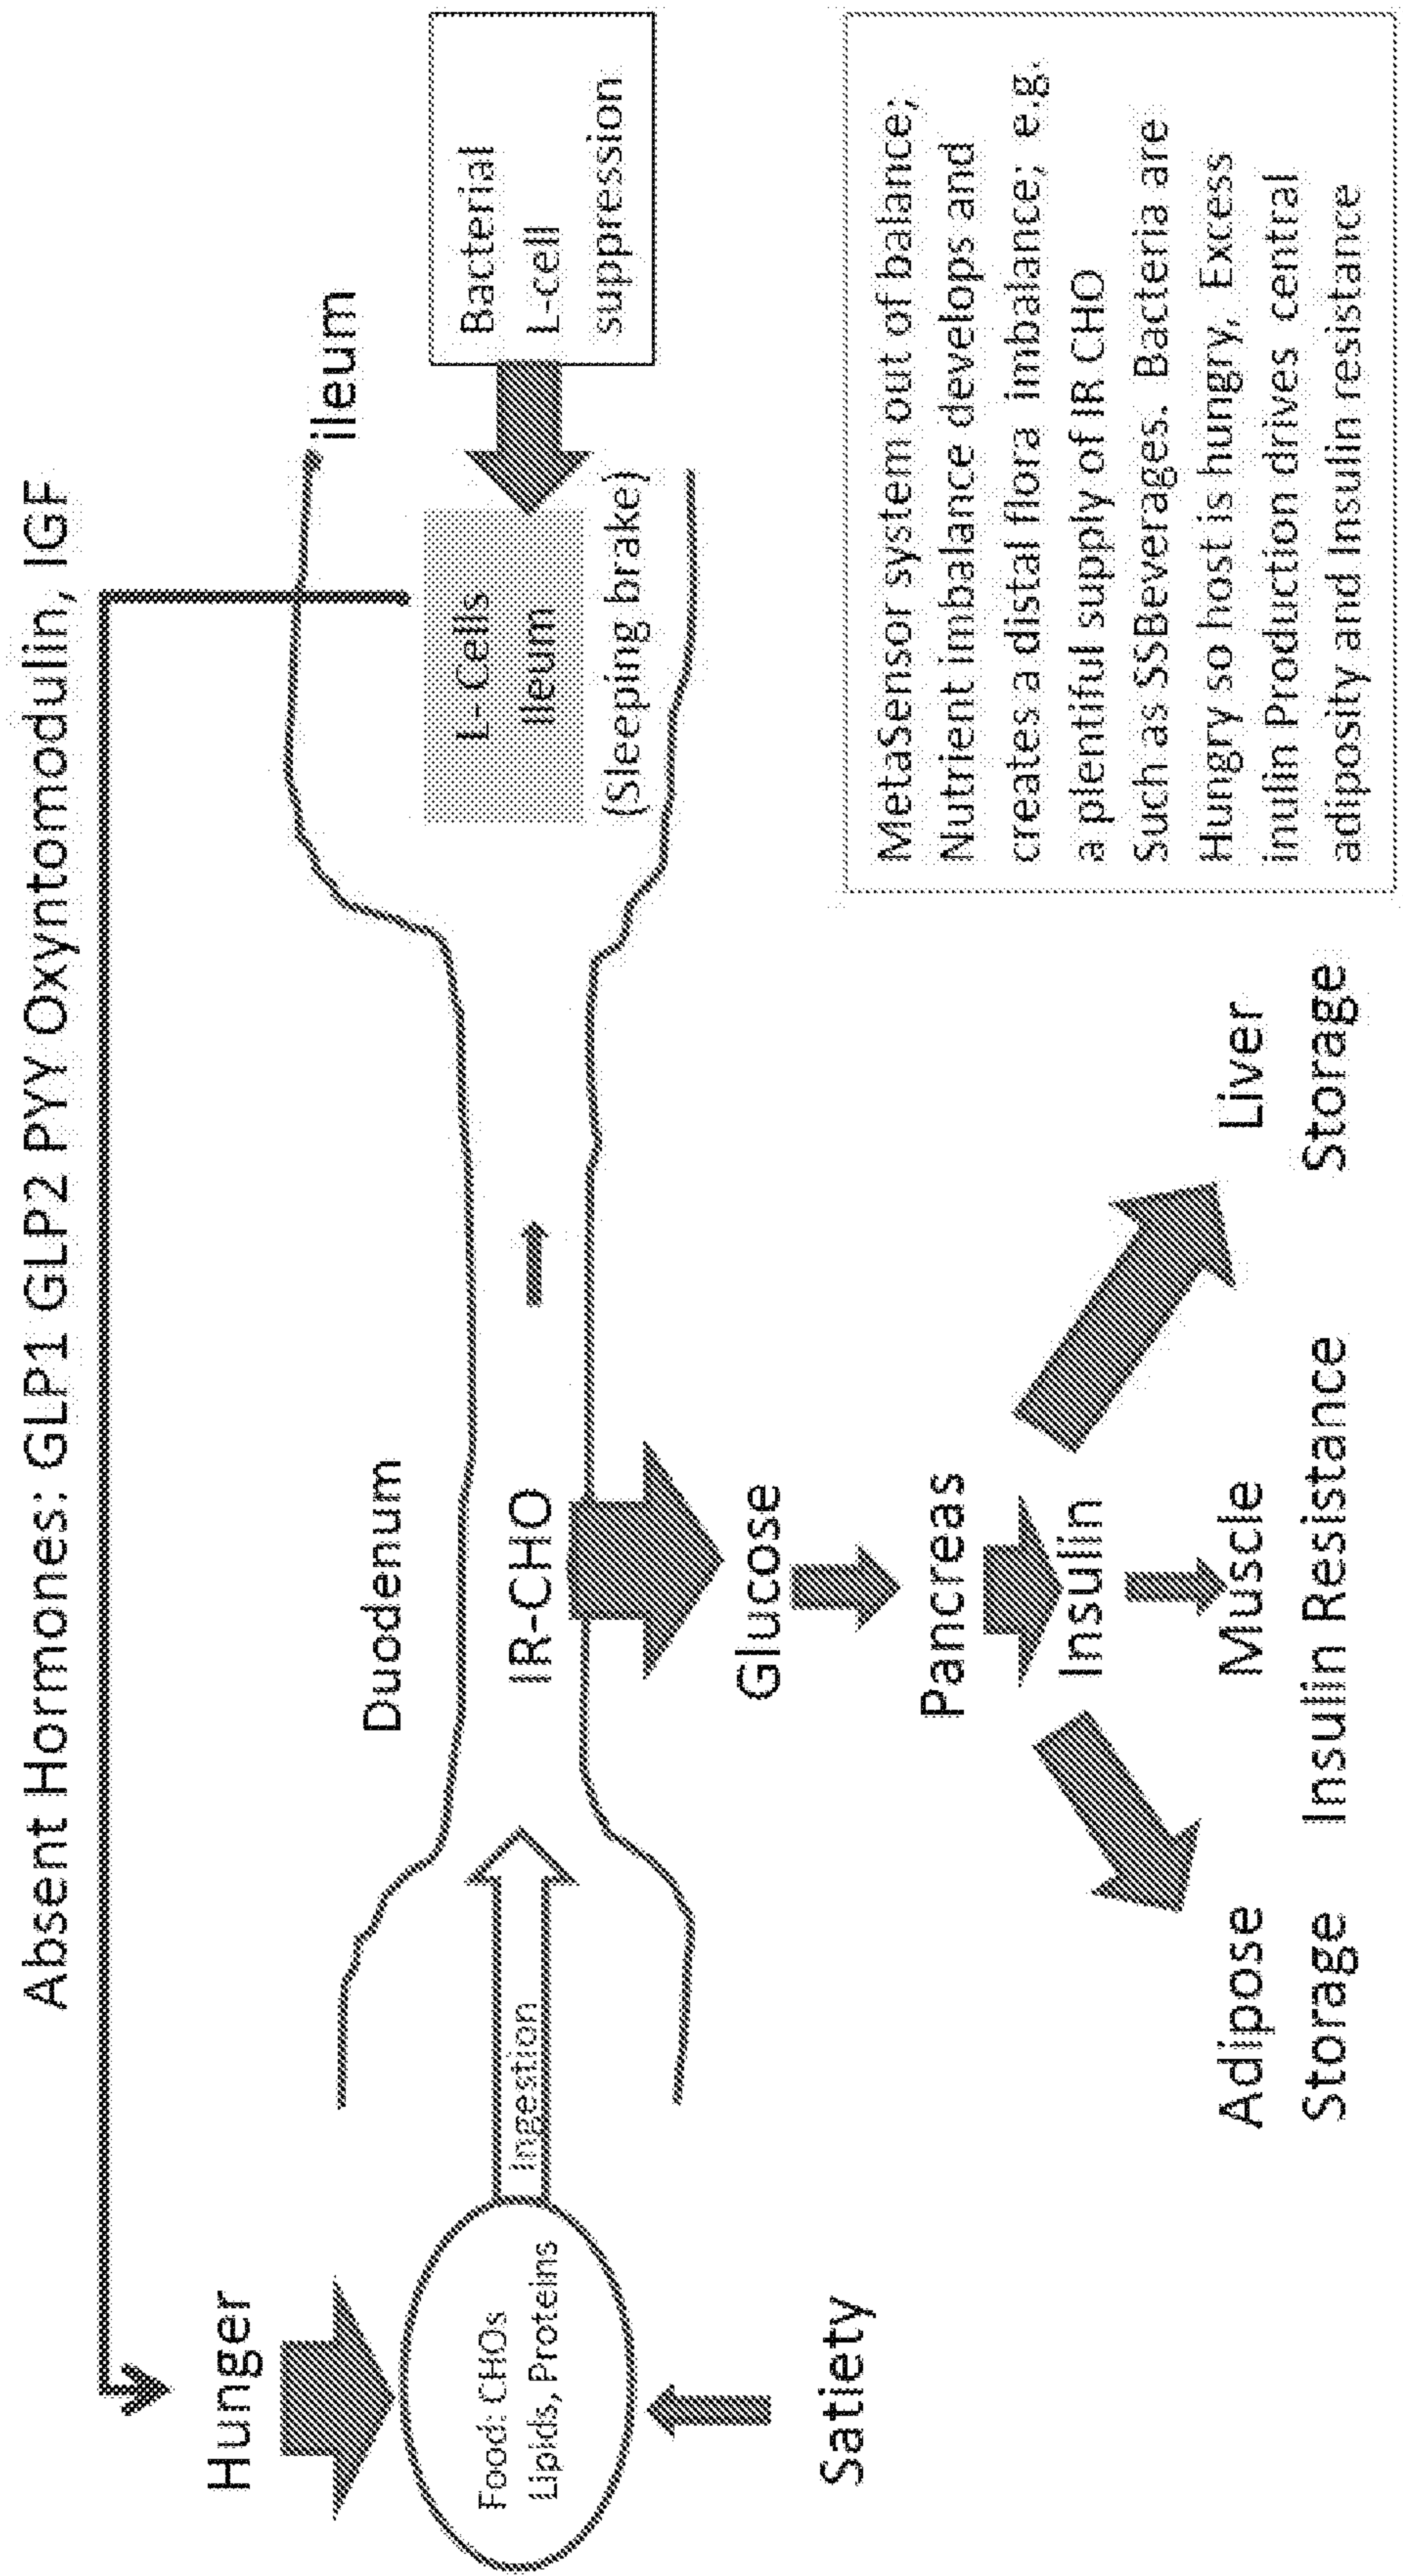 Absent Hormones: GLP1 GLP2 PYY Oxyntomodulin, IGF
Hunger
Duodenum
ileum
Food: CHOs
Lipids, Proteins
Ingestion
IR-CHO
L- Cells
Ileum
(Sleeping brake)
Bacterial
L-cell
suppression
Satiety
Glucose
Pancreas
Insulin
Adipose
Storage
Muscle
Insulin Resistance
Liver
Storage
MetaSensor system out of balance;
Nutrient imbalance develops and
creates a distal flora imbalance; e.g.
a plentiful supply of IR CHO
Such as SSBeverages. Bacteria are
Hungry so host is hungry. Excess
inulin Production drives central
adiposity and Insulin resistance